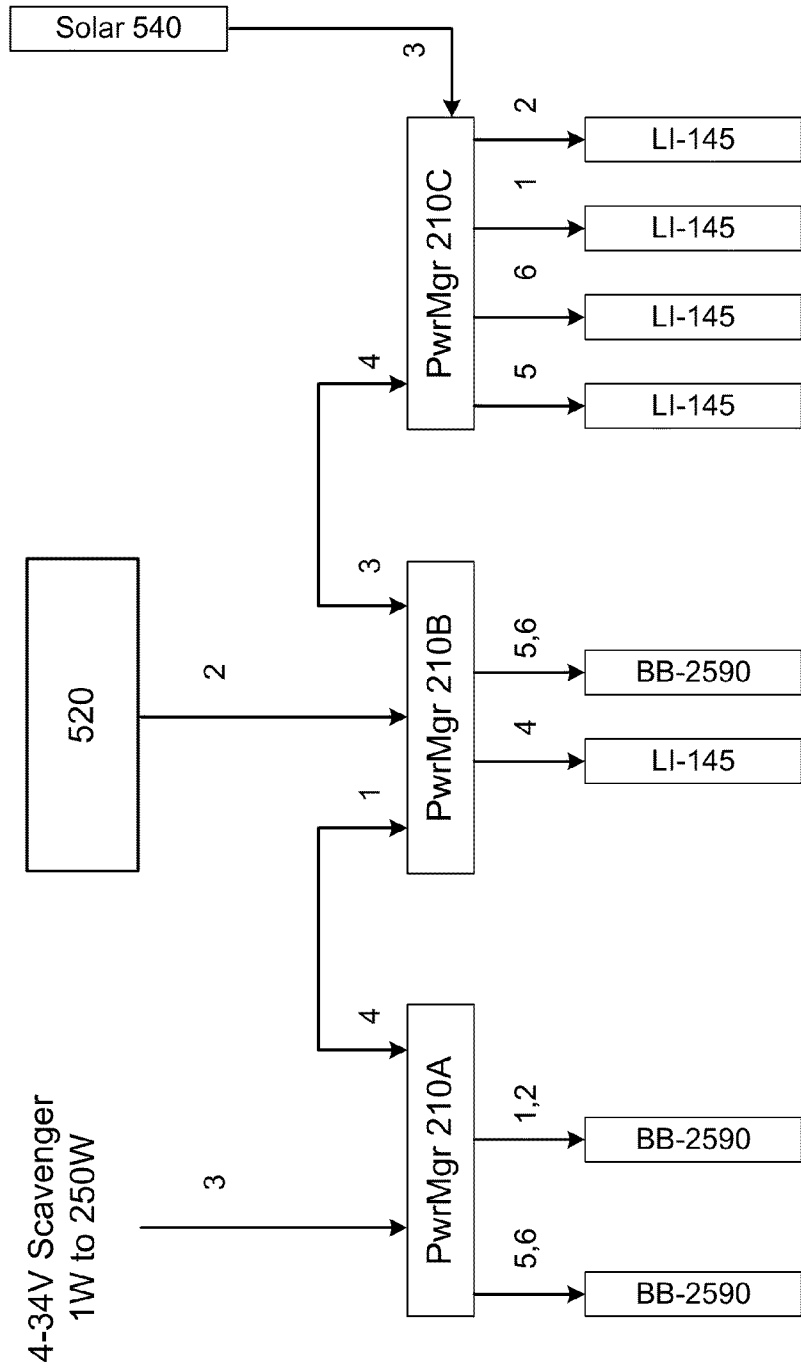 Solar 540
3
2
1
6
5
4
PwrMgr 210C
LI-145
LI-145
LI-145
LI-145
520
2
3
1
PwrMgr 210B
5,6
4
BB-2590
LI-145
4-34V Scavenger
1W to 250W
3
4
PwrMgr 210A
1,2
5,6
BB-2590
BB-2590